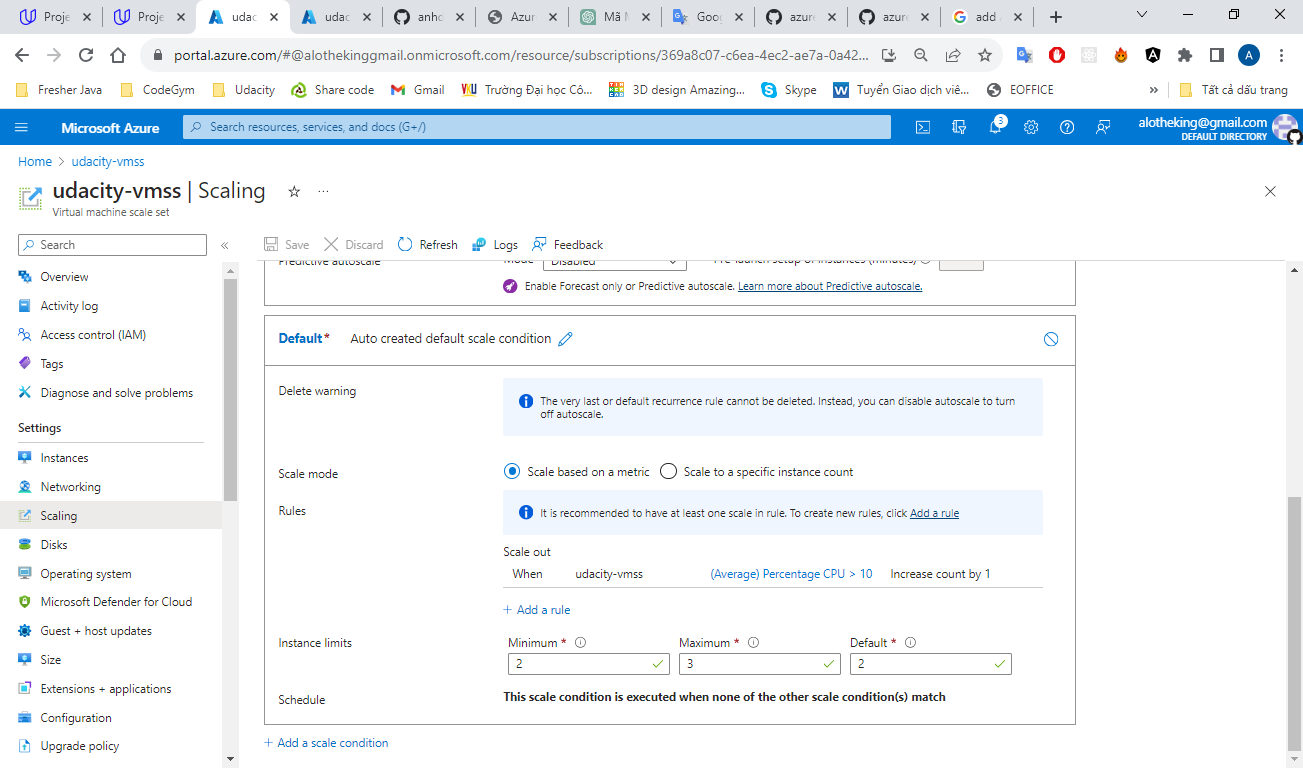 Proje
Proje
udac
udac
anhc
Azur
Mã M
Goog
azure
azure
add
portal.azure.com/#@alothekinggmail.onmicrosoft.com/resource/subscriptions/369a8c07-c6ea-4ec2-ae7a-0a42...
A
Fresher Java
CodeGym
Udacity
Share code
Gmail
Trường Đại học Cô...
3D design Amazing...
Skype
Tuyển Giao dịch viê...
EOFFICE
»
Tất cả dấu trang
Microsoft Azure
Search resources, services, and docs (G+/)
3
alotheking@gmail.com
DEFAULT DIRECTORY
Home > udacity-vmss
udacity-vmss | Scaling
...
Virtual machine scale set
Search
«
Save
Discard
Refresh
Logs
Feedback
Overview
Activity log
Access control (IAM)
Tags
Diagnose and solve problems
Settings
Instances
Networking
Scaling
Disks
Operating system
Microsoft Defender for Cloud
Guest + host updates
Size
Extensions + applications
Configuration
Upgrade policy
Predictive autoscale
Mode
Disabled
Pre-launch setup of instances (minutes)
Enable Forecast only or Predictive autoscale. Learn more about Predictive autoscale.
Default*
Auto created default scale condition
Delete warning
The very last or default recurrence rule cannot be deleted. Instead, you can disable autoscale to turn
off autoscale.
Scale mode
Scale based on a metric
Scale to a specific instance count
Rules
It is recommended to have at least one scale in rule. To create new rules, click Add a rule
Scale out
When
udacity-vmss
(Average) Percentage CPU > 10
Increase count by 1
+ Add a rule
Instance limits
Minimum *
Maximum *
Default *
2
3
2
Schedule
This scale condition is executed when none of the other scale condition(s) match
+ Add a scale condition